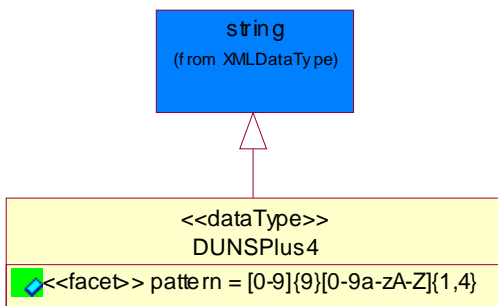 string
(from XMLDataType)
<<dataType>>
DUNSPlus4
<<facet>> pattern = [0-9]{9}[0-9a-zA-Z]{1,4}